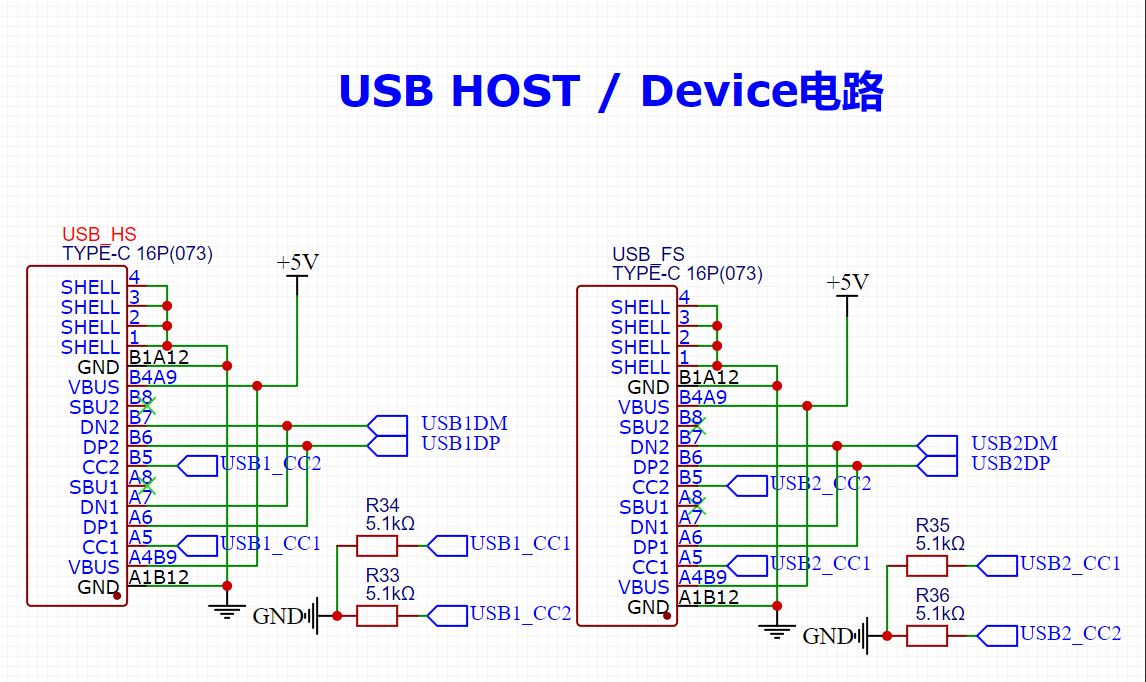 USB HOST / Device电路
USB_HS
TYPE-C 16P(073)
+5V
SHELL 4
SHELL 3
SHELL 2
SHELL 1
GND B1A12
VBUS B4A9
SBU2 B8
DN2 B7
USB1DM
DP2 B6
USB1DP
CC2 B5
USB1_CC2
SBU1 A8
DN1 A7
DP1 A6
CC1 A5
USB1_CC1
VBUS A4B9
GND A1B12
R34
5.1kΩ
USB1_CC1
R33
5.1kΩ
GND
USB1_CC2
USB_FS
TYPE-C 16P(073)
+5V
SHELL 4
SHELL 3
SHELL 2
SHELL 1
GND B1A12
VBUS B4A9
SBU2 B8
DN2 B7
USB2DM
DP2 B6
USB2DP
CC2 B5
USB2_CC2
SBU1 A8
DN1 A7
DP1 A6
CC1 A5
USB2_CC1
VBUS A4B9
GND A1B12
R35
5.1kΩ
USB2_CC1
R36
5.1kΩ
GND
USB2_CC2